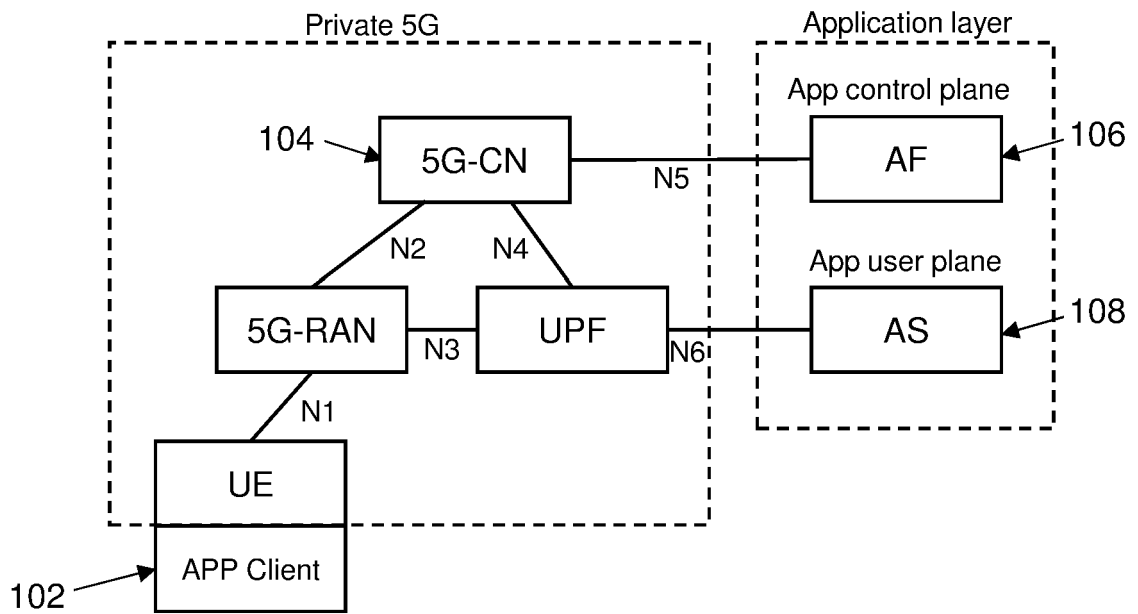 Private 5G
Application layer
App control plane
104
5G-CN
N5
AF
106
N2
N4
App user plane
5G-RAN
N3
UPF
N6
AS
108
N1
UE
APP Client
102